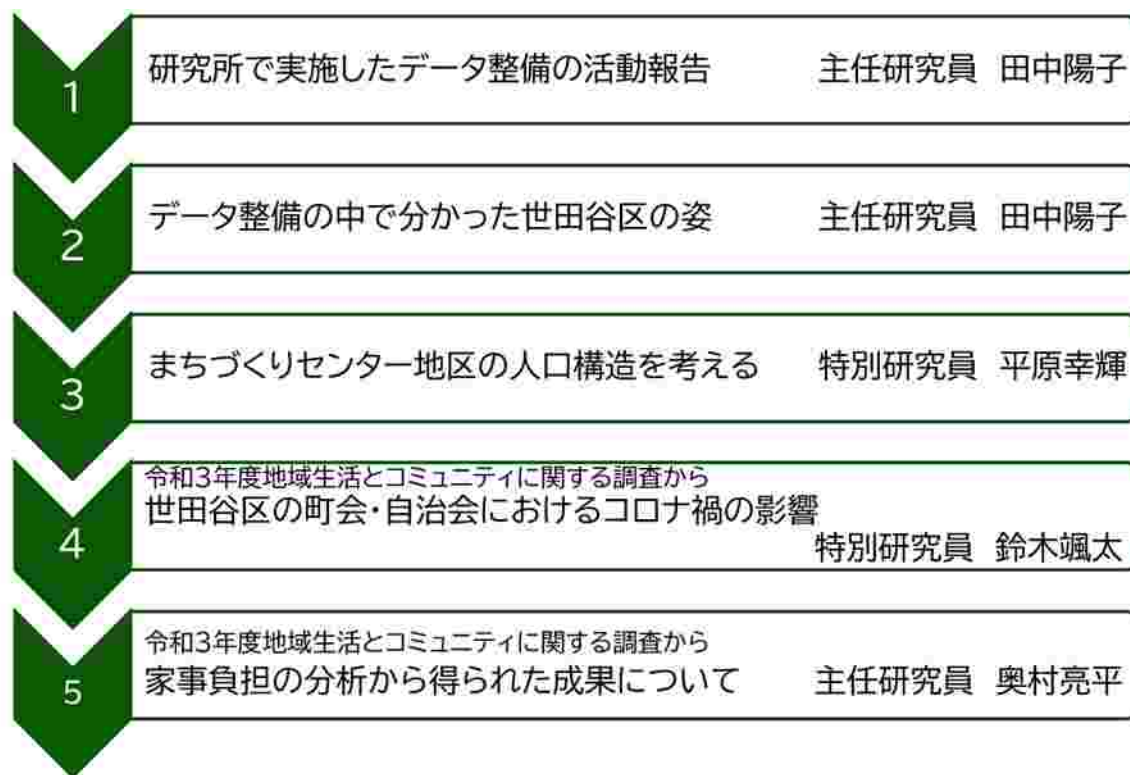 1
研究所で実施したデータ整備の活動報告 主任研究員 田中陽子
2
データ整備の中で分かった世田谷区の姿 主任研究員 田中陽子
3
まちづくりセンター地区の人口構造を考える 特別研究員 平原幸輝
4
令和3年度地域生活とコミュニティに関する調査から
世田谷区の町会・自治会におけるコロナ禍の影響
特別研究員 鈴木颯太
5
令和3年度地域生活とコミュニティに関する調査から
家事負担の分析から得られた成果について 主任研究員 奥村亮平